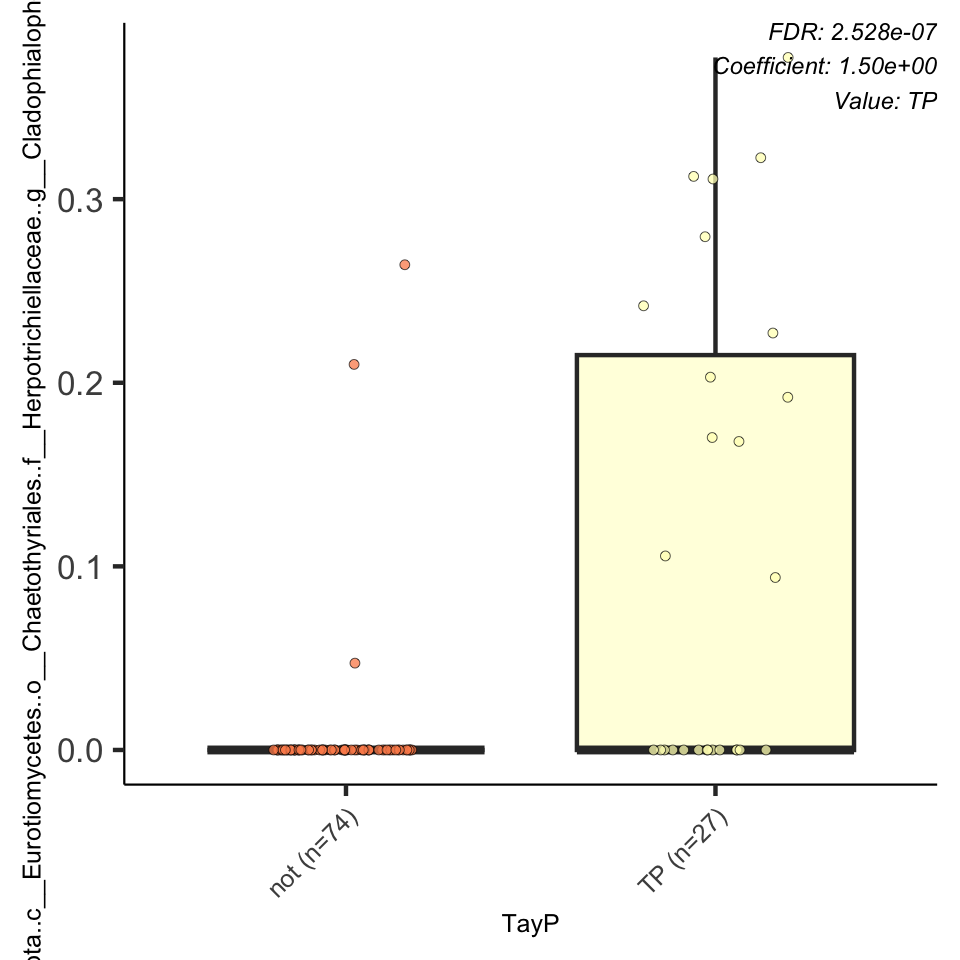 FDR: 2.528e-07
Coefficient: 1.50e+00
Value: TP
ota..c__Eurotiomycetes.o__Chaetothyriales..f__Herpotrichiellaceae..g__Cladophialoph
0.3
0.2
0.1
0.0
not (n=74)
TP (n=27)
TayP